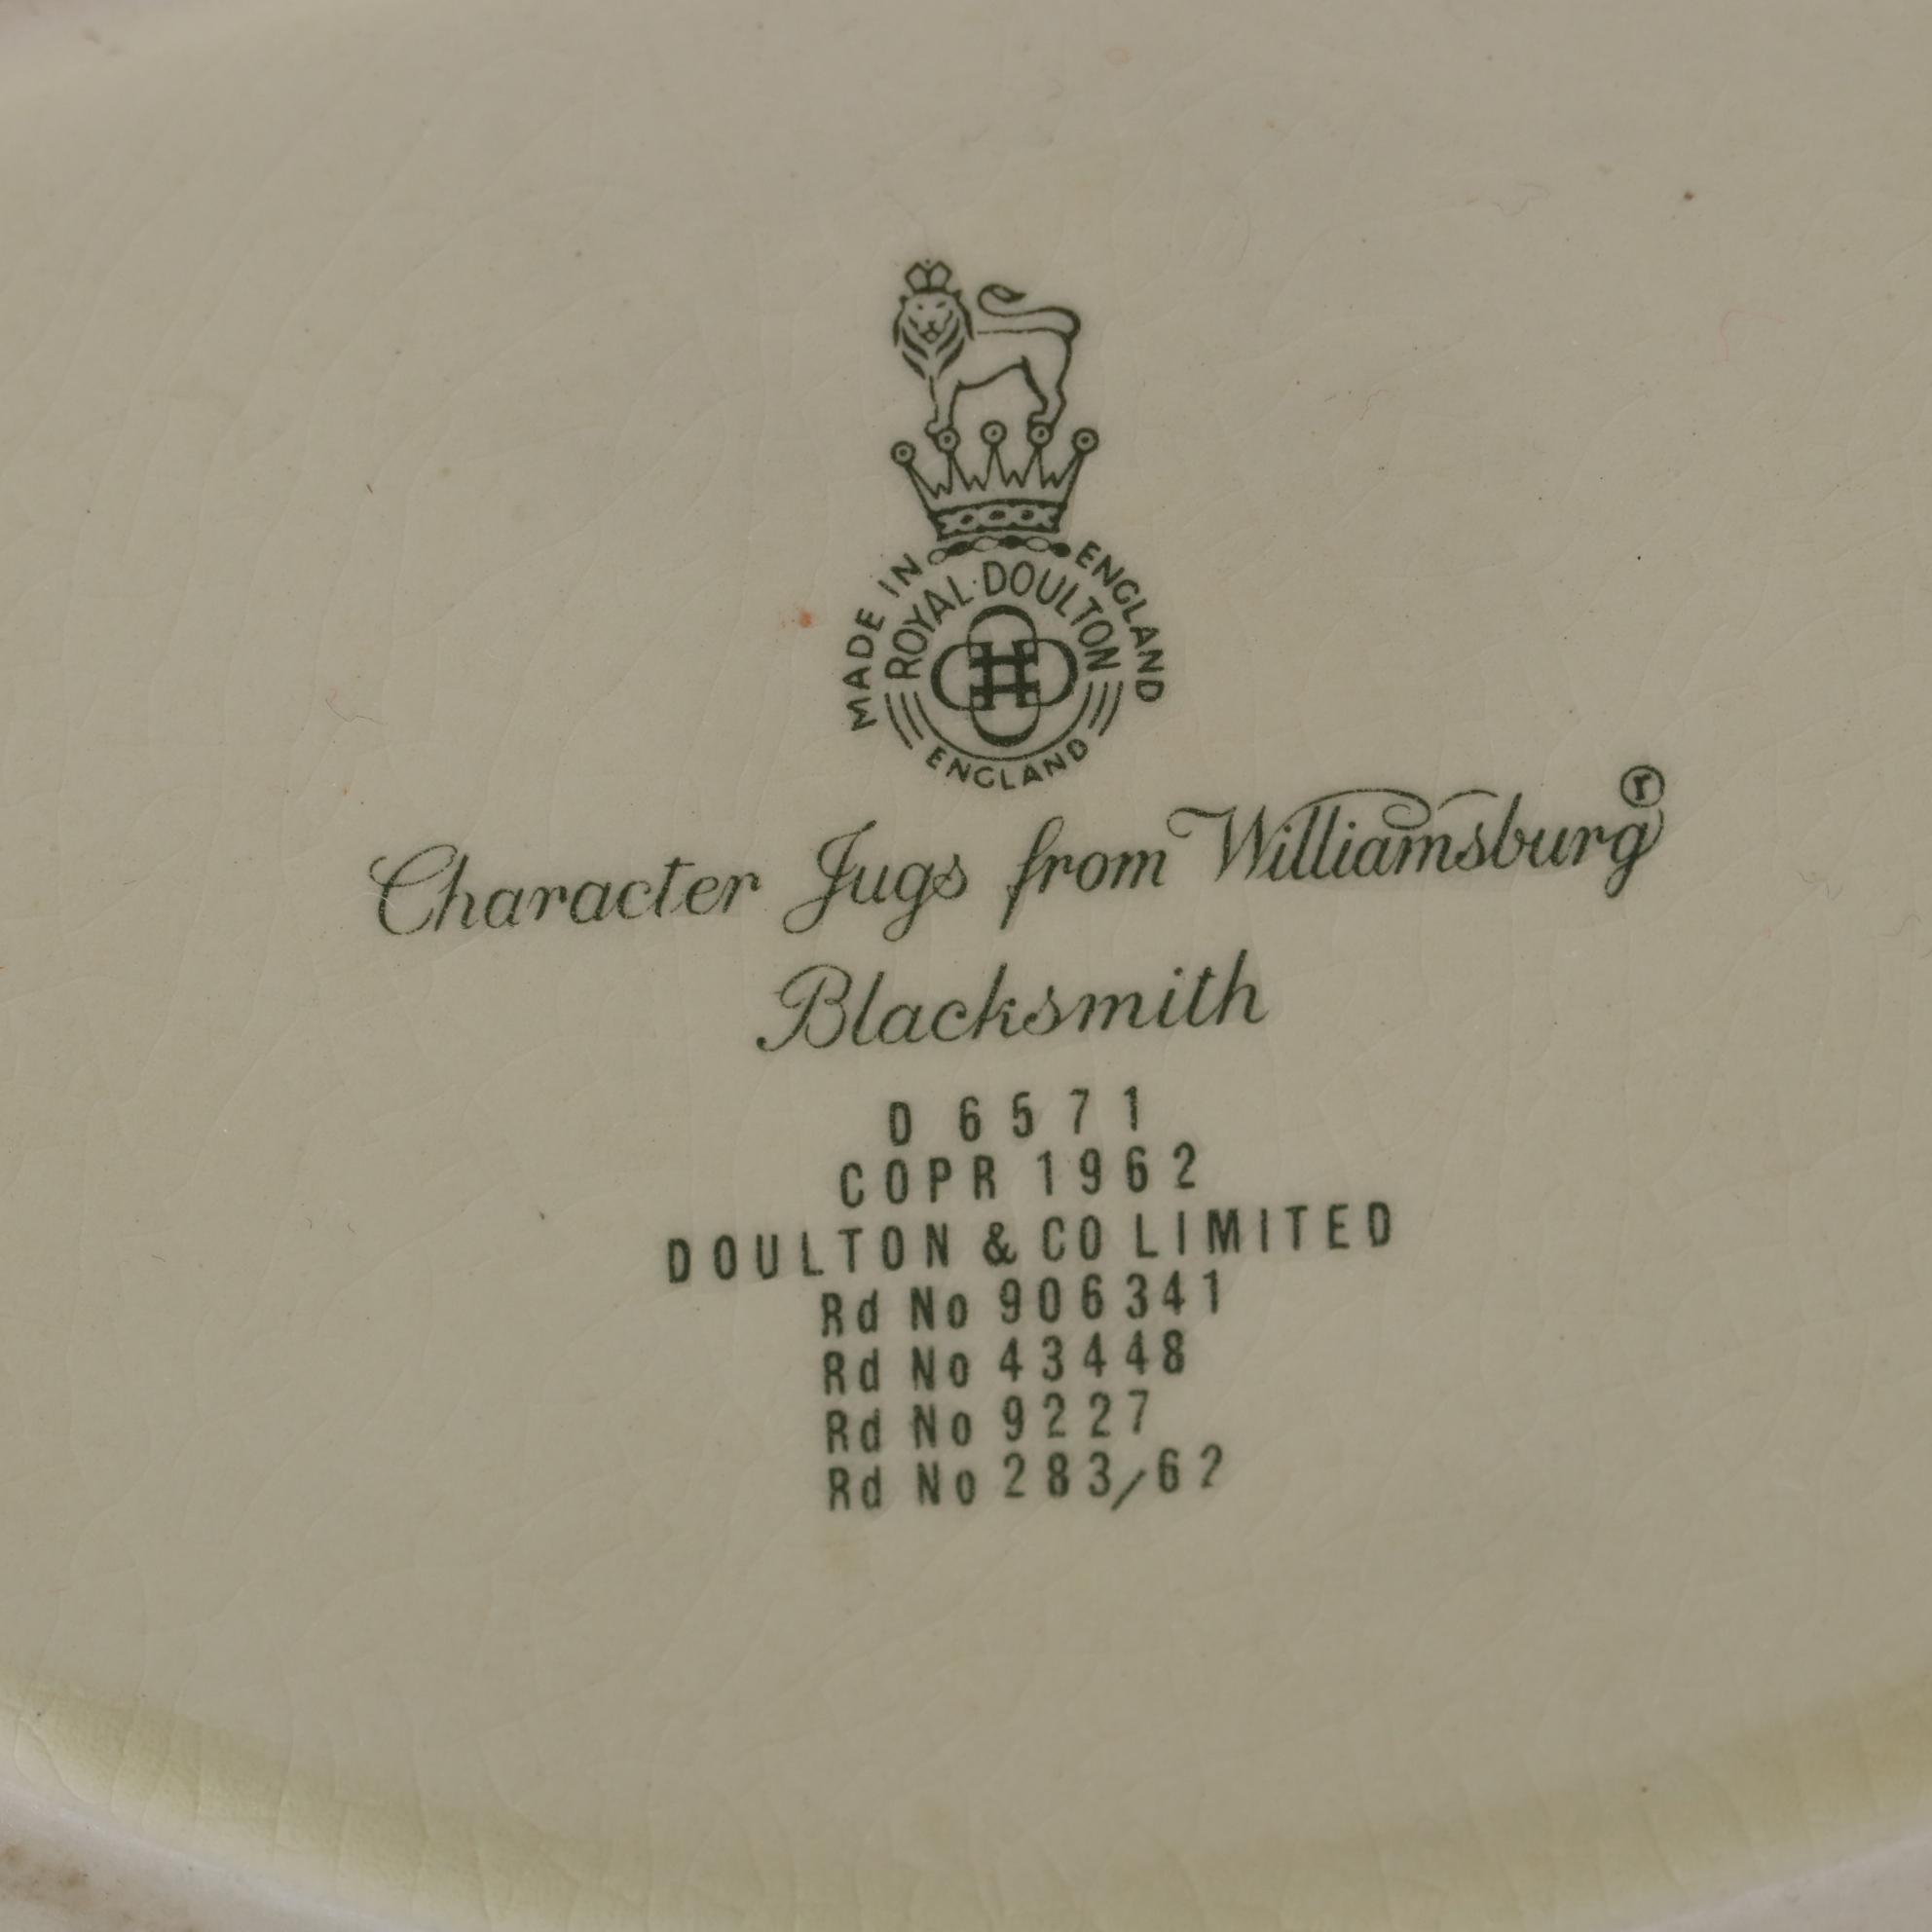 MADE IN ENGLAND
ROYAL·DOULTON
ENGLAND
Character Jugs from Williamsburg ®
Blacksmith
D 6571
COPR 1962
DOULTON & CO LIMITED
Rd No 906341
Rd No 43448
Rd No 9227
Rd No 283/62